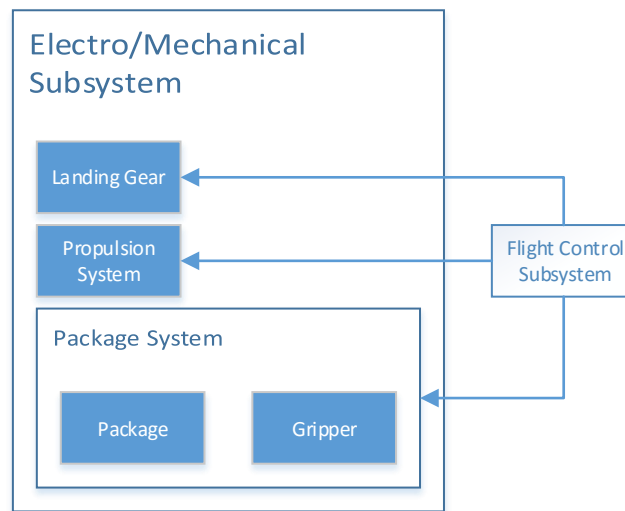 Electro/Mechanical
Subsystem
Landing Gear
Propulsion
System
Flight Control
Subsystem
Package System
Package
Gripper